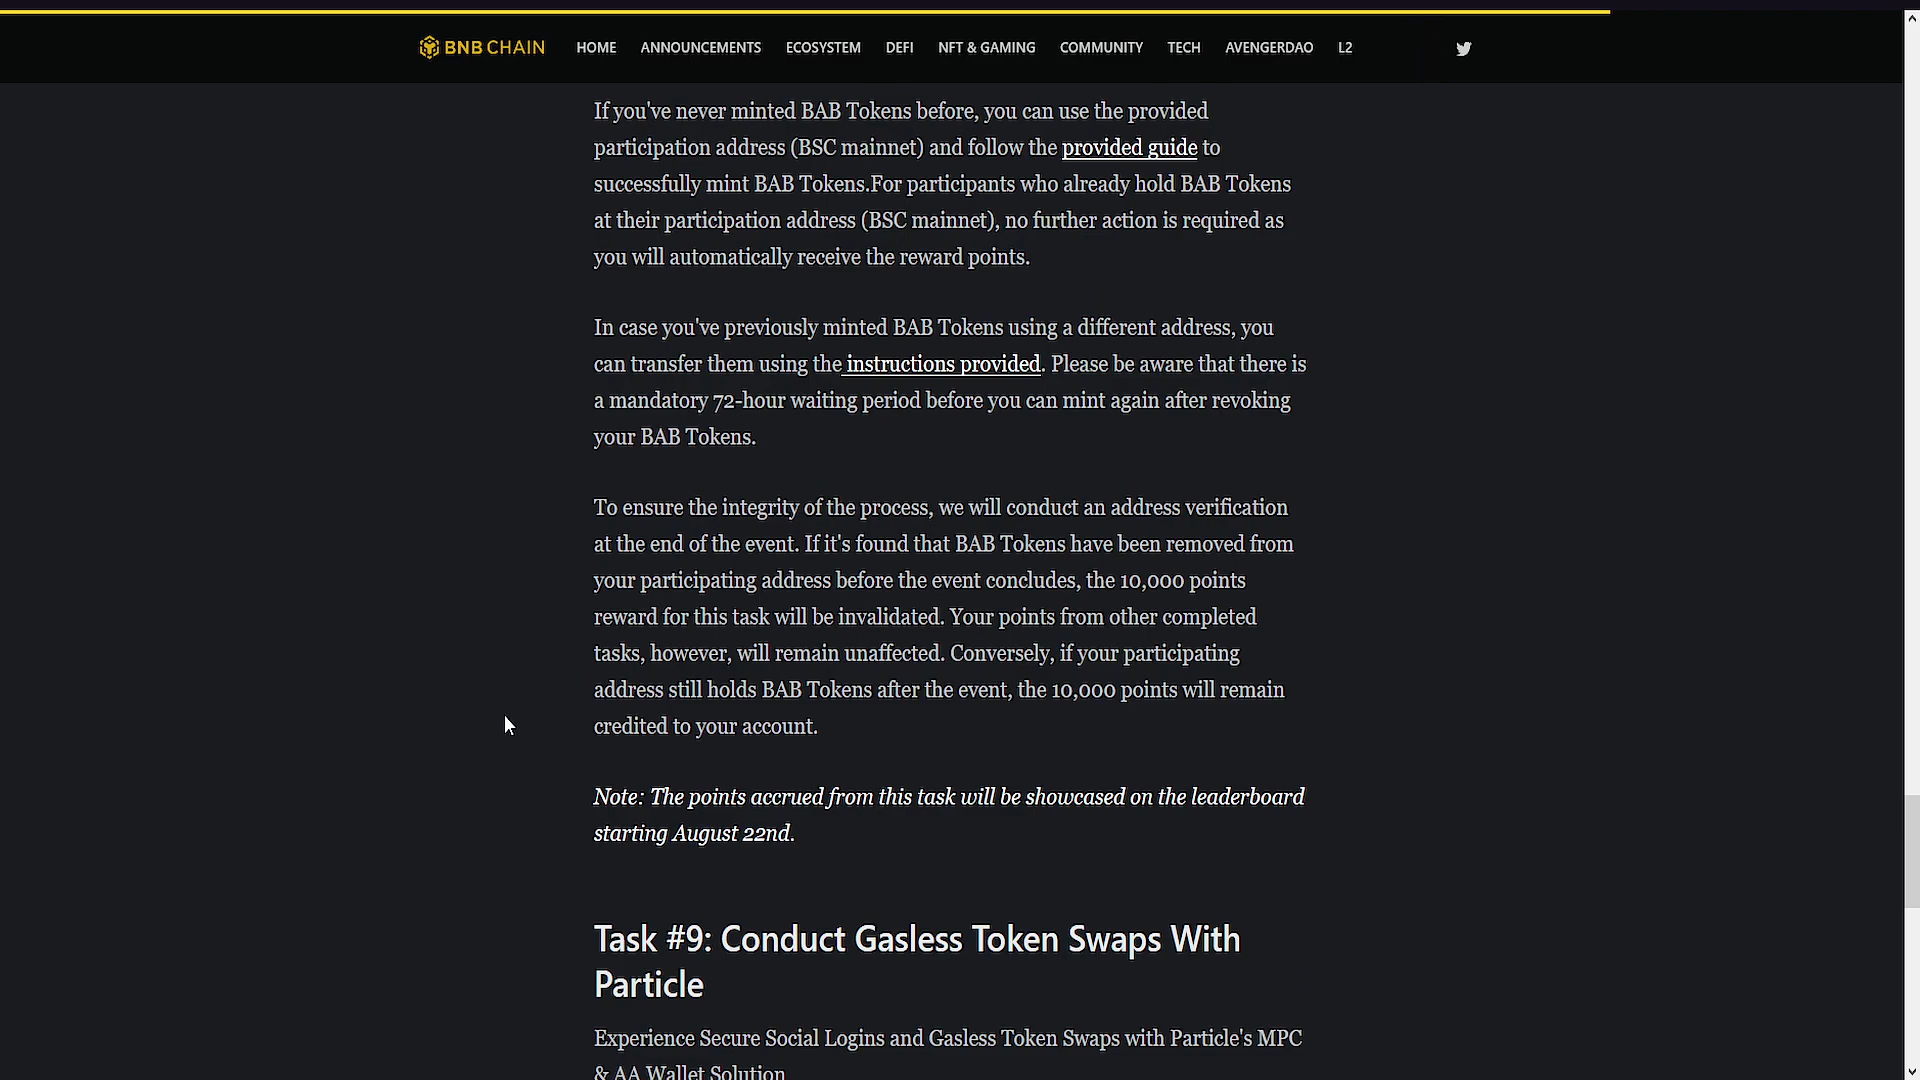 BNB CHAIN HOME ANNOUNCEMENTS ECOSYSTEM DEFI NFT & GAMING COMMUNITY TECH AVENGERDAO L2
If you've never minted BAB Tokens before, you can use the provided
participation address (BSC mainnet) and follow the provided guide to
successfully mint BAB Tokens.For participants who already hold BAB Tokens
at their participation address (BSC mainnet), no further action is required as
you will automatically receive the reward points.
In case you've previously minted BAB Tokens using a different address, you
can transfer them using the instructions provided. Please be aware that there is
a mandatory 72-hour waiting period before you can mint again after revoking
your BAB Tokens.
To ensure the integrity of the process, we will conduct an address verification
at the end of the event. If it's found that BAB Tokens have been removed from
your participating address before the event concludes, the 10,000 points
reward for this task will be invalidated. Your points from other completed
tasks, however, will remain unaffected. Conversely, if your participating
address still holds BAB Tokens after the event, the 10,000 points will remain
credited to your account.
Note: The points accrued from this task will be showcased on the leaderboard
starting August 22nd.
Task #9: Conduct Gasless Token Swaps With
Particle
Experience Secure Social Logins and Gasless Token Swaps with Particle's MPC
& AA Wallet Solution